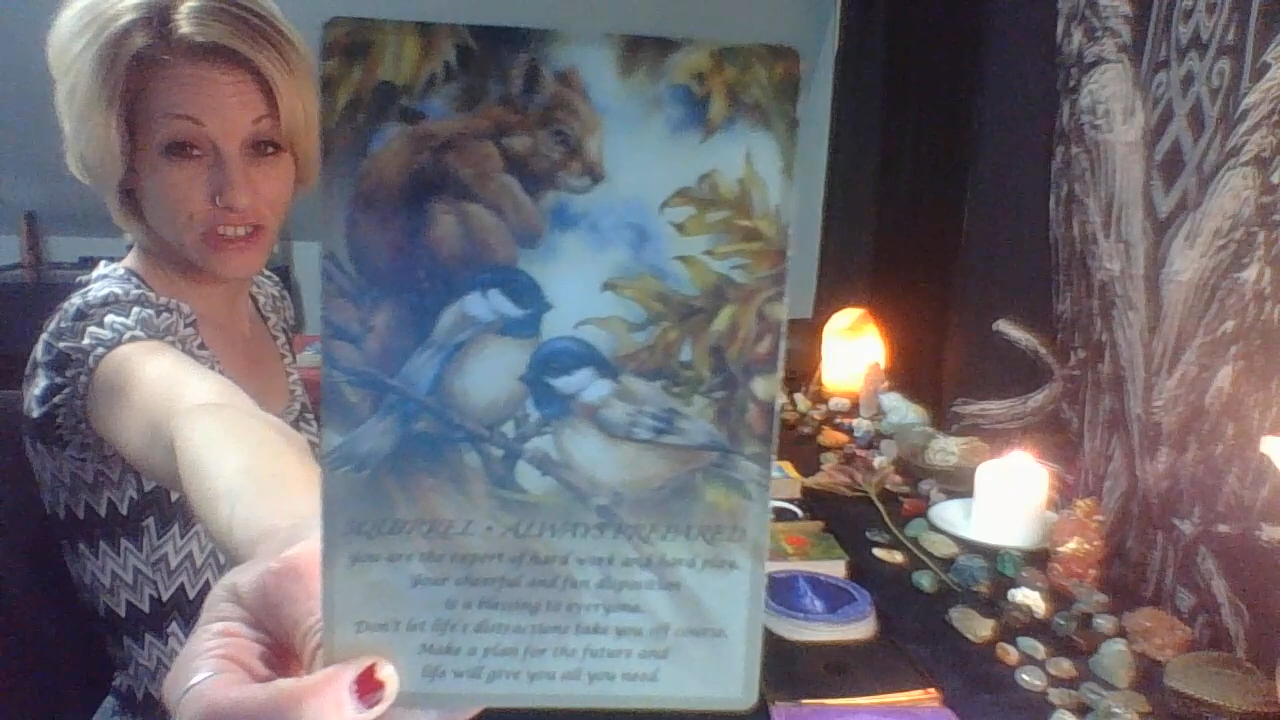 SQUIRREL • ALWAYS PREPARED
You are the expert of hard work and hard play.
Your cheerful and fun disposition
is a blessing to everyone.
Don't let life's distractions take you off course.
Make a plan for the future and
life will give you all you need.